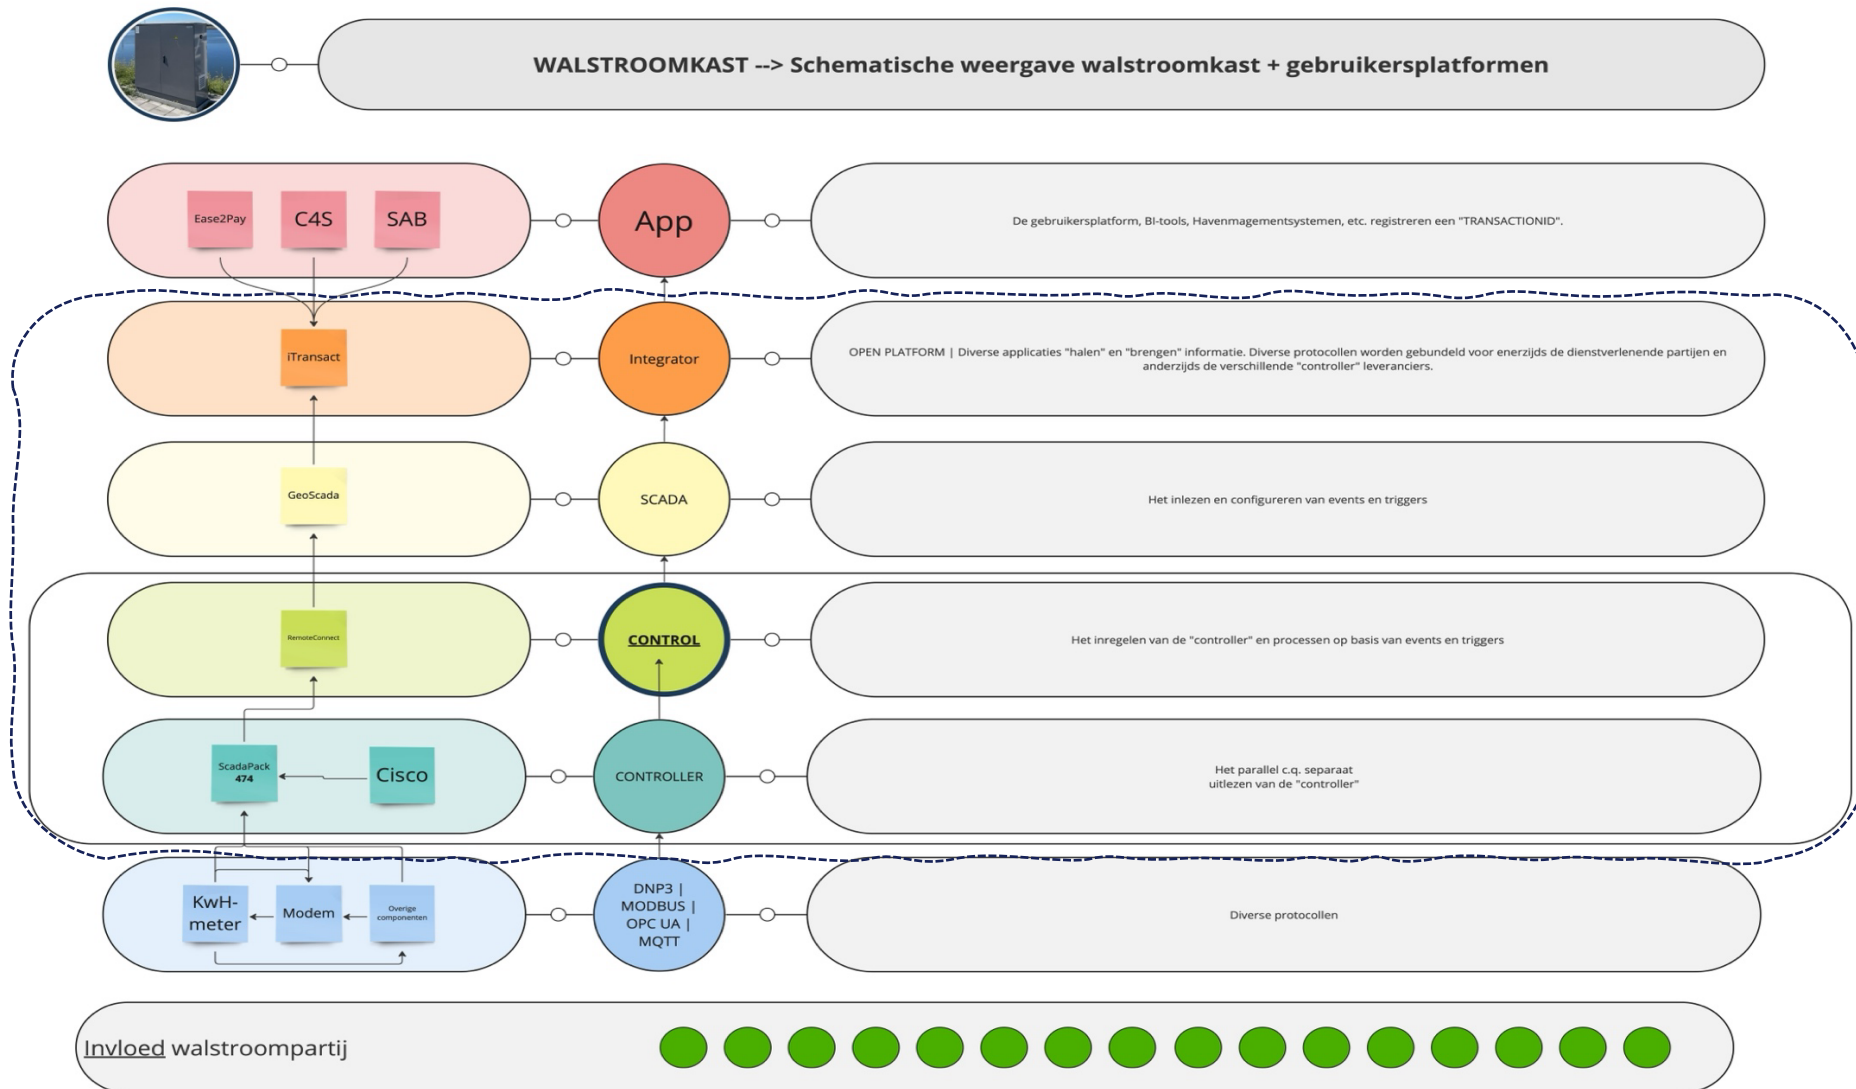 WALSTROOMKAST --> Schematische weergave walstroomkast + gebruikersplatformen
Ease2Pay
C4S
SAB
App
De gebruikersplatform, BI-tools, Havenmagementsystemen, etc. registreren een "TRANSACTIONID".
iTransact
Integrator
OPEN PLATFORM | Diverse applicaties "halen" en "brengen" informatie. Diverse protocollen worden gebundeld voor enerzijds de dienstverlenende partijen en
anderzijds de verschillende "controller" leveranciers.
GeoScada
SCADA
Het inlezen en configureren van events en triggers
RemoteConnect
CONTROL
Het inregelen van de "controller" en processen op basis van events en triggers
ScadaPack
474
Cisco
CONTROLLER
Het parallel c.q. separaat
uitlezen van de "controller"
KwH-
meter
Modem
Overige
componenten
DNP3 |
MODBUS |
OPC UA |
MQTT
Diverse protocollen
Invloed walstroompartij